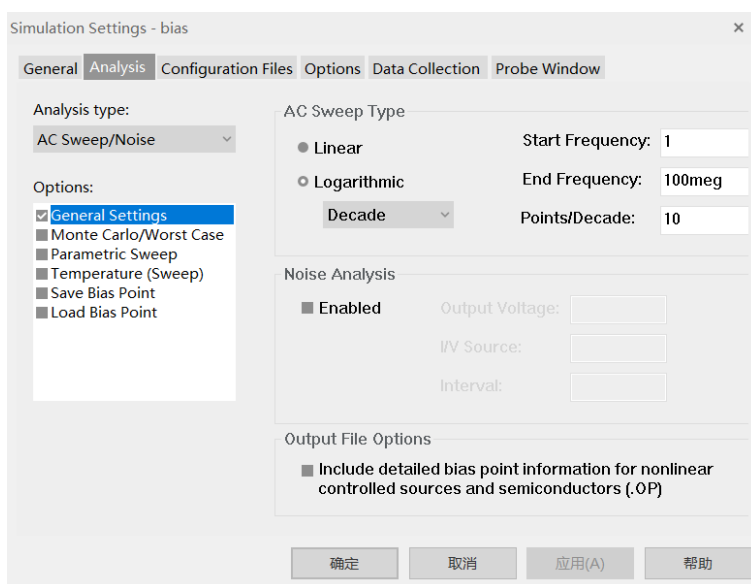 Simulation Settings - bias
General Analysis Configuration Files Options Data Collection Probe Window
Analysis type:
AC Sweep/Noise
Options:
General Settings
Monte Carlo/Worst Case
Parametric Sweep
Temperature (Sweep)
Save Bias Point
Load Bias Point
AC Sweep Type
Linear
Logarithmic
Decade
Start Frequency: 1
End Frequency: 100meg
Points/Decade: 10
Noise Analysis
Enabled
Output Voltage:
I/V Source:
Interval:
Output File Options
Include detailed bias point information for nonlinear
controlled sources and semiconductors (.OP)
确定 取消 应用(A) 帮助